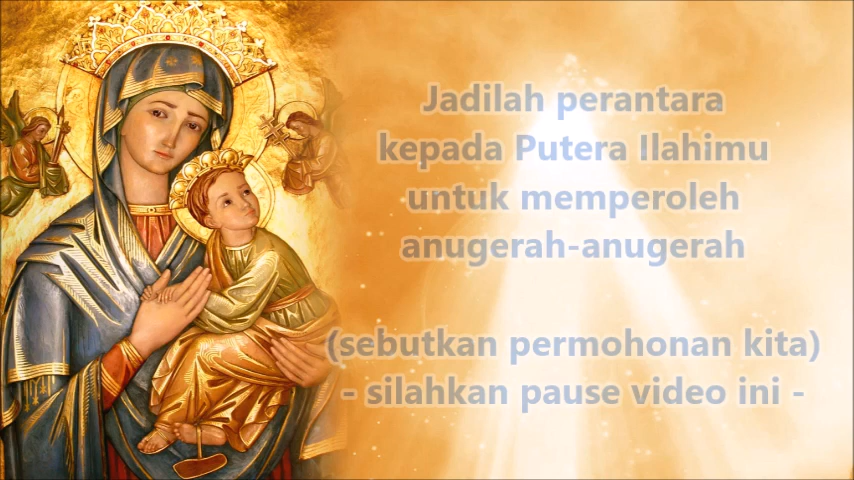 Jadilah perantara
kepada Putera Ilahimu
untuk memperoleh
anugerah-anugerah
(sebutkan permohonan kita)
- silahkan pause video ini -